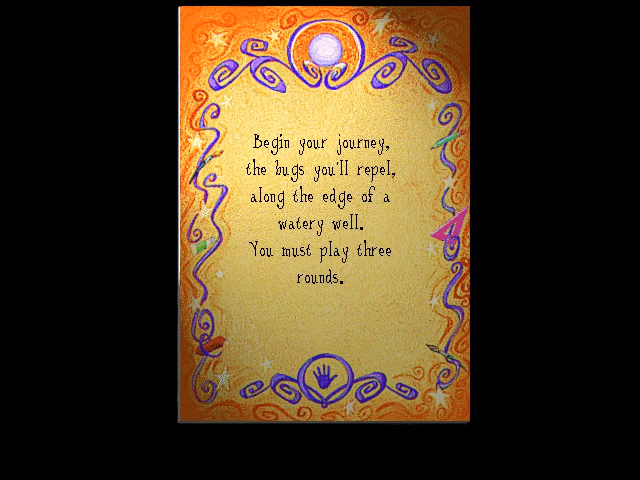 Begin your journey,
the bugs you'll repel,
along the edge of a
watery well.
You must play three
rounds.